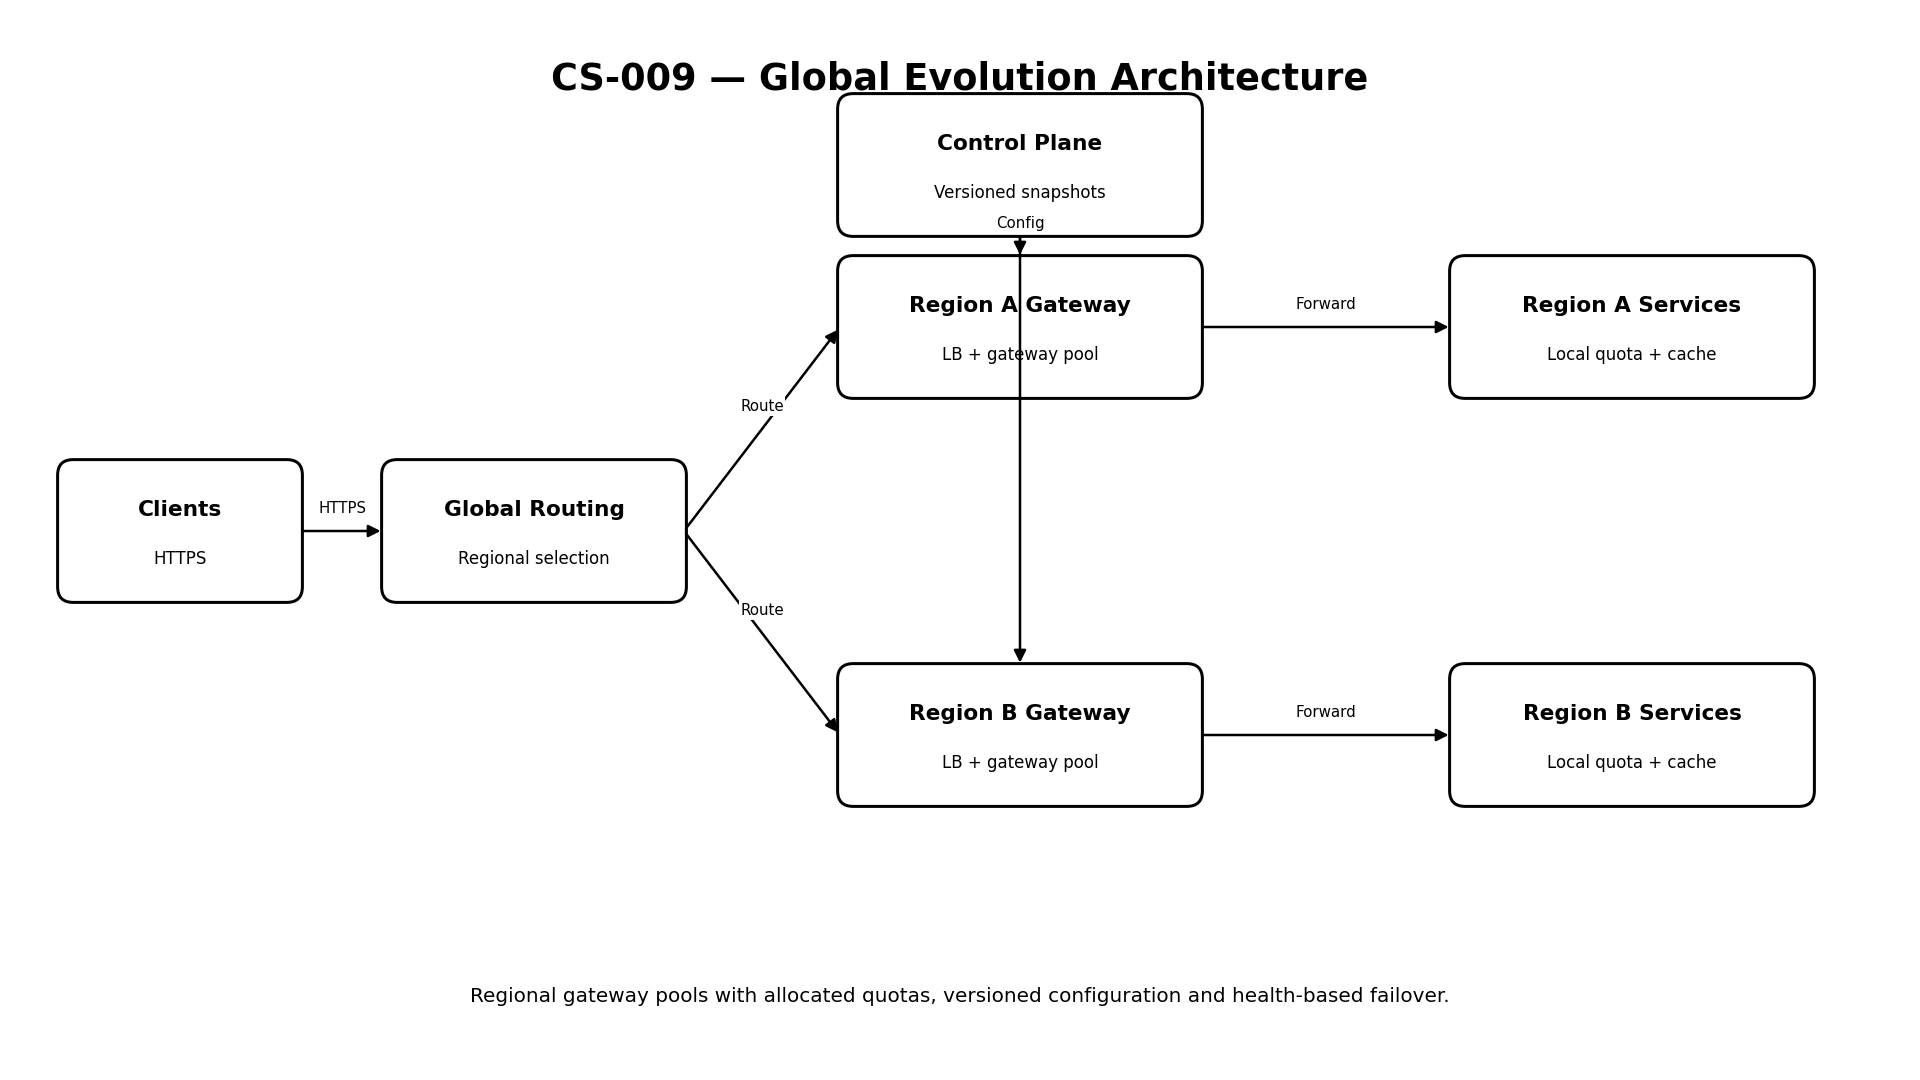 CS-009 — Global Evolution Architecture
Control Plane
Versioned snapshots
Config
Region A Gateway
LB + gateway pool
Forward
Region A Services
Local quota + cache
Route
Clients
HTTPS
HTTPS
Global Routing
Regional selection
Route
Region B Gateway
LB + gateway pool
Forward
Region B Services
Local quota + cache
Regional gateway pools with allocated quotas, versioned configuration and health-based failover.